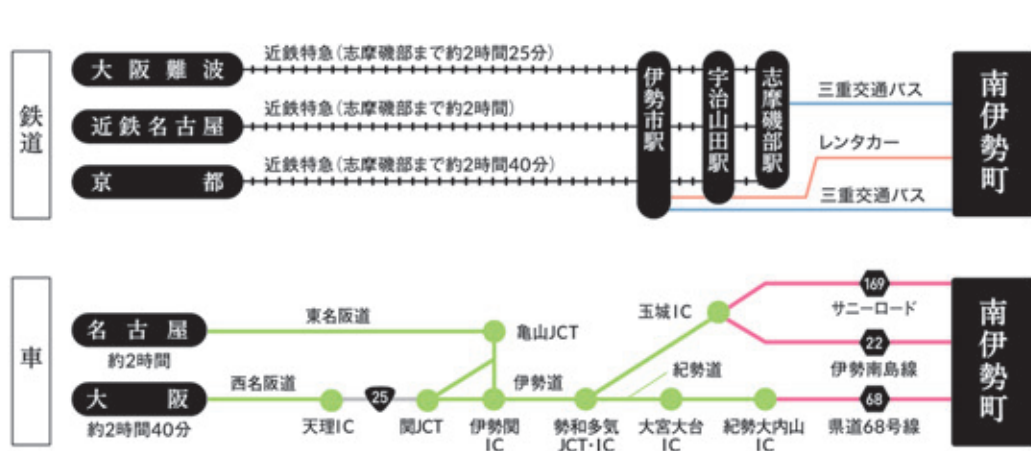 鉄道
大阪難波
近鉄特急(志摩磯部まで約2時間25分)
近鉄名古屋
近鉄特急(志摩磯部まで約2時間)
京都
近鉄特急(志摩磯部まで約2時間40分)
伊勢市駅
宇治山田駅
志摩磯部駅
三重交通バス
レンタカー
三重交通バス
南伊勢町
車
名古屋
約2時間
東名阪道
亀山JCT
玉城IC
169
サニーロード
22
伊勢南島線
大阪
約2時間40分
西名阪道
天理IC
25
関JCT
伊勢道
伊勢関
IC
勢和多気
JCT・IC
紀勢道
大宮大台
IC
紀勢大内山
IC
68
県道68号線
南伊勢町